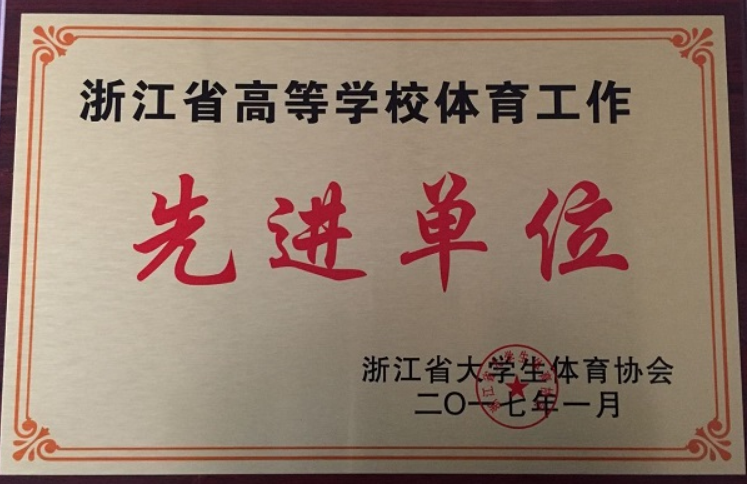 浙江省高等学校体育工作
先进单位
浙江省大学生体育协会
二〇一七年一月